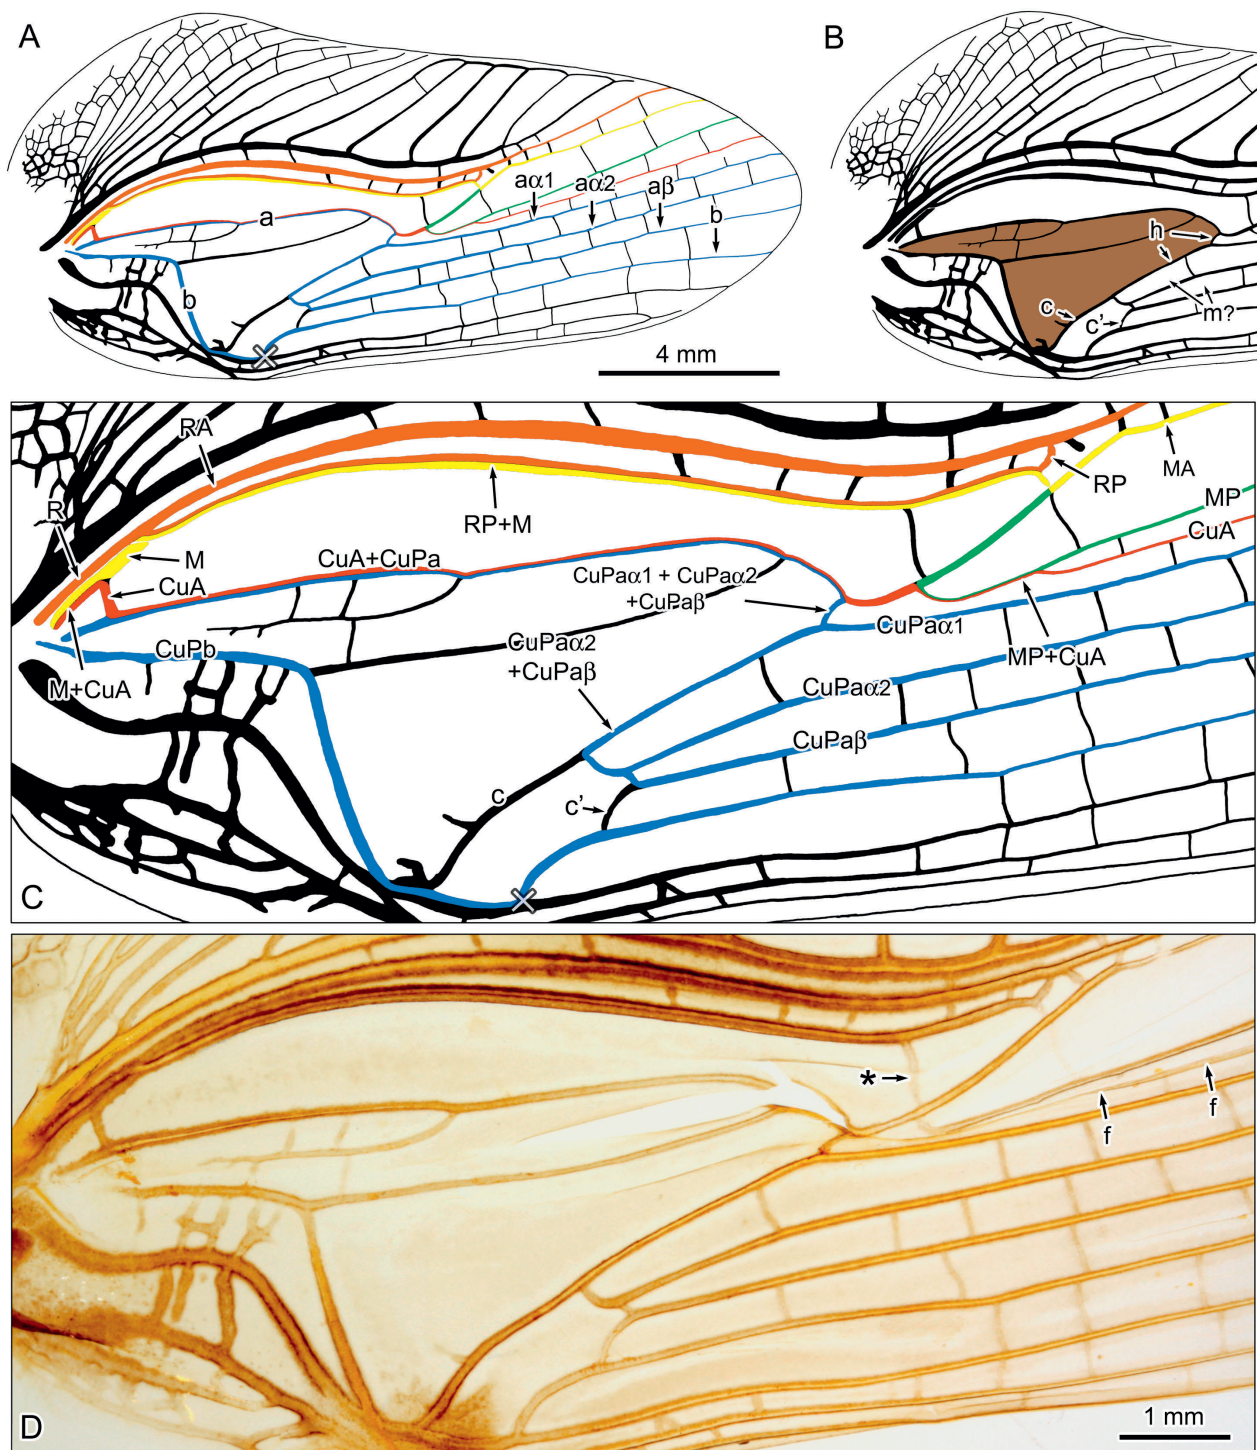 A
a
b
aα1
aα2
aβ
b
4 mm
B
h
c
c'
m?
RA
R
M
CuA
CuA+CuPa
RP+M
RP
MA
MP
CuA
CuPaα1 + CuPaα2
+CuPaβ
CuPaα1
CuPb
M+CuA
CuPaα2
+CuPaβ
MP+CuA
CuPaα2
CuPaβ
c
c'
C
*
f
f
D
1 mm